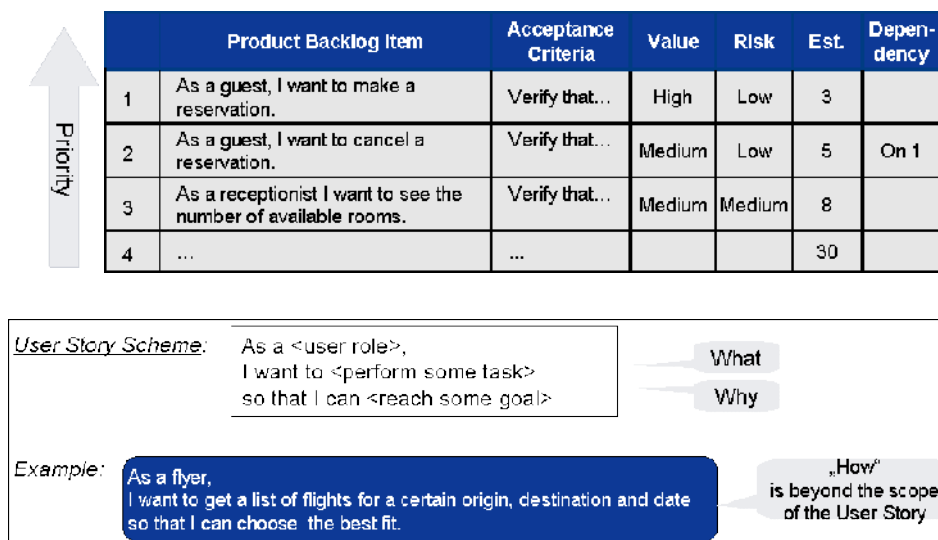 Priority
Product Backlog Item
Acceptance
Criteria
Value
Risk
Est.
Depen-
dency
1
As a guest, I want to make a
reservation.
Verify that...
High
Low
3
2
As a guest, I want to cancel a
reservation.
Verify that...
Medium
Low
5
On 1
3
As a receptionist I want to see the
number of available rooms.
Verify that...
Medium
Medium
8
4
...
...
30
User Story Scheme:
As a <user role>,
I want to <perform some task>
so that I can <reach some goal>
What
Why
Example:
As a flyer,
I want to get a list of flights for a certain origin, destination and date
so that I can choose the best fit.
„How“
is beyond the scope
of the User Story